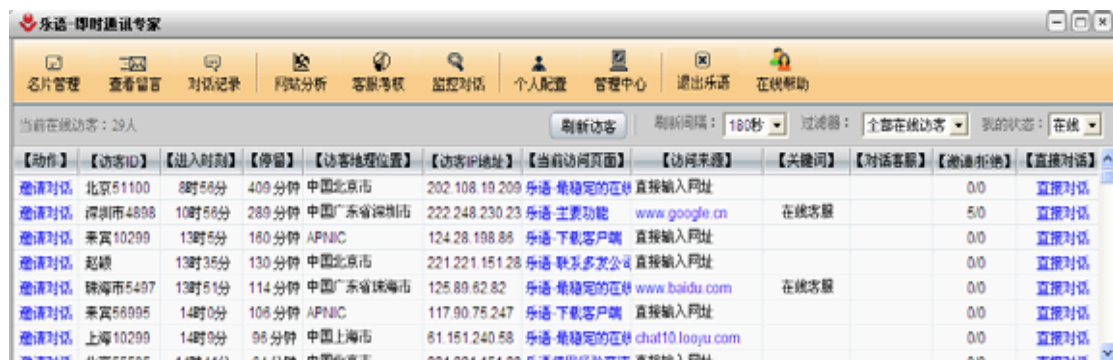 乐语-即时通讯专家
名片管理 查看留言 对话记录 网站分析 客服考核 监控对话 个人配置 管理中心 退出乐语 在线帮助
当前在线访客：29人 刷新访客 刷新间隔： 180秒 过滤器： 全部在线访客 我的状态： 在线
【动作】 【访客ID】 【进入时刻】 【停留】 【访客地理位置】 【访客IP地址】 【当前访问页面】 【访问来源】 【关键词】 【对话客服】 【邀请/拒绝】 【直接对话】
邀请对话 北京51100 8时56分 409分钟 中国北京市 202.108.19.209 乐语-最稳定的在线 直接输入网址 0/0 直接对话
邀请对话 深圳市4898 10时56分 289分钟 中国广东省深圳市 222.248.230.23 乐语-主要功能 www.google.cn 在线客服 5/0 直接对话
邀请对话 来宾10299 13时5分 160分钟 APNIC 124.28.198.86 乐语-下载客户端 直接输入网址 0/0 直接对话
邀请对话 赵颖 13时35分 130分钟 中国北京市 221.221.151.28 乐语-联系多友公司 直接输入网址 0/0 直接对话
邀请对话 珠海市5497 13时51分 114分钟 中国广东省珠海市 125.89.62.82 乐语-最稳定的在线 www.baidu.com 在线客服 0/0 直接对话
邀请对话 来宾56995 14时0分 106分钟 APNIC 117.90.75.247 乐语-下载客户端 直接输入网址 0/0 直接对话
邀请对话 上海10299 14时9分 96分钟 中国上海市 61.151.240.58 乐语-最稳定的在线 chat10.looyu.com 0/0 直接对话